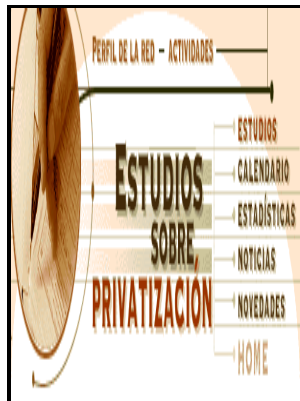 PERFIL DE LA RED – ACTIVIDADES
ESTUDIOS
SOBRE
PRIVATIZACIÓN
ESTUDIOS
CALENDARIO
ESTADÍSTICAS
NOTICIAS
NOVEDADES
HOME